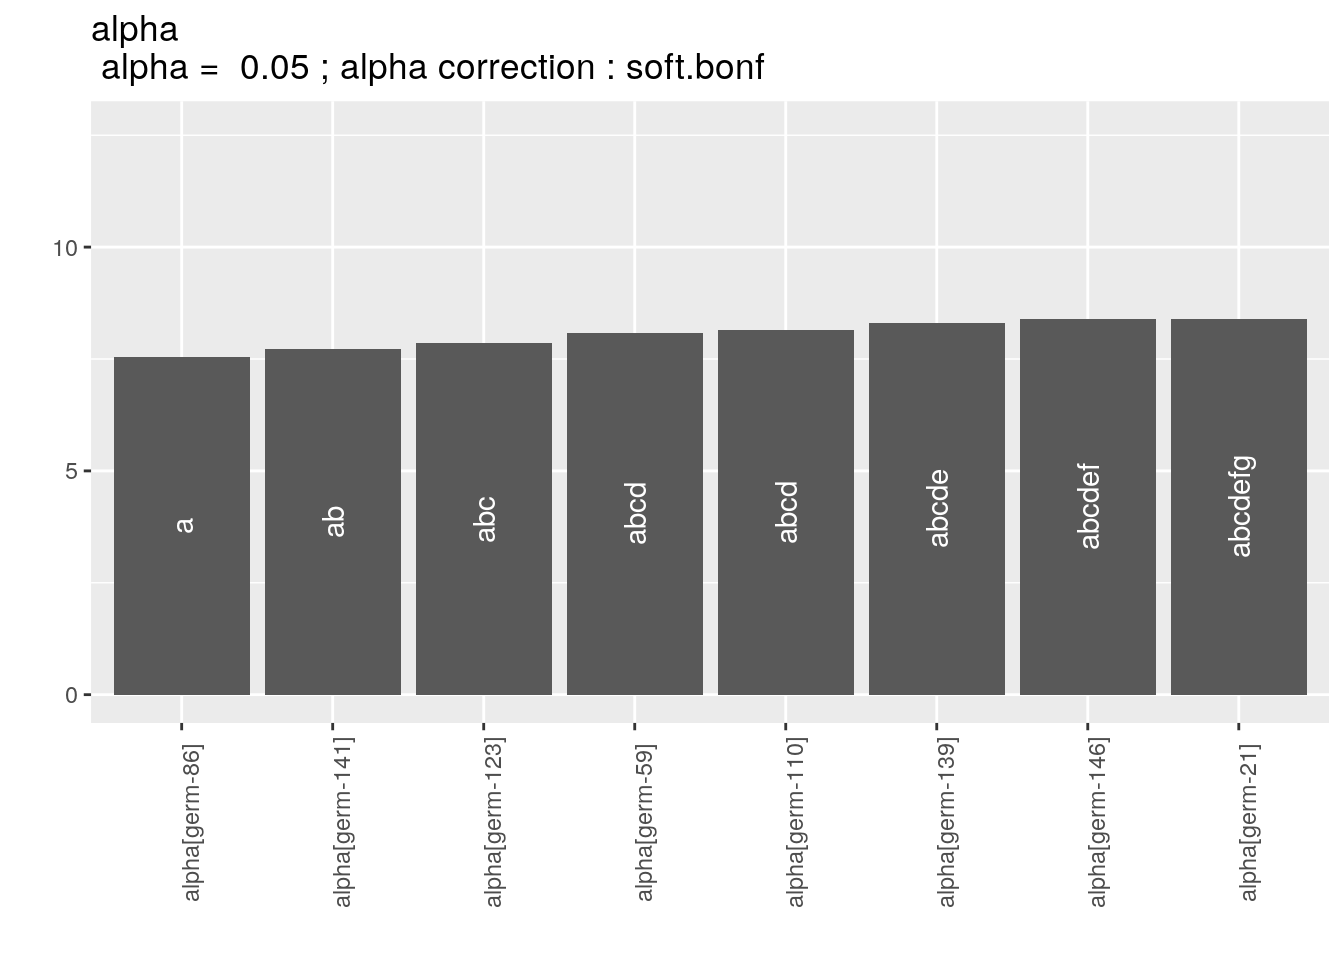 alpha
alpha = 0.05 ; alpha correction : soft.bonf
10
5
0
a
ab
abc
abcd
abcd
abcde
abcdef
abcdefg
alpha[germ-86]
alpha[germ-141]
alpha[germ-123]
alpha[germ-59]
alpha[germ-110]
alpha[germ-139]
alpha[germ-146]
alpha[germ-21]